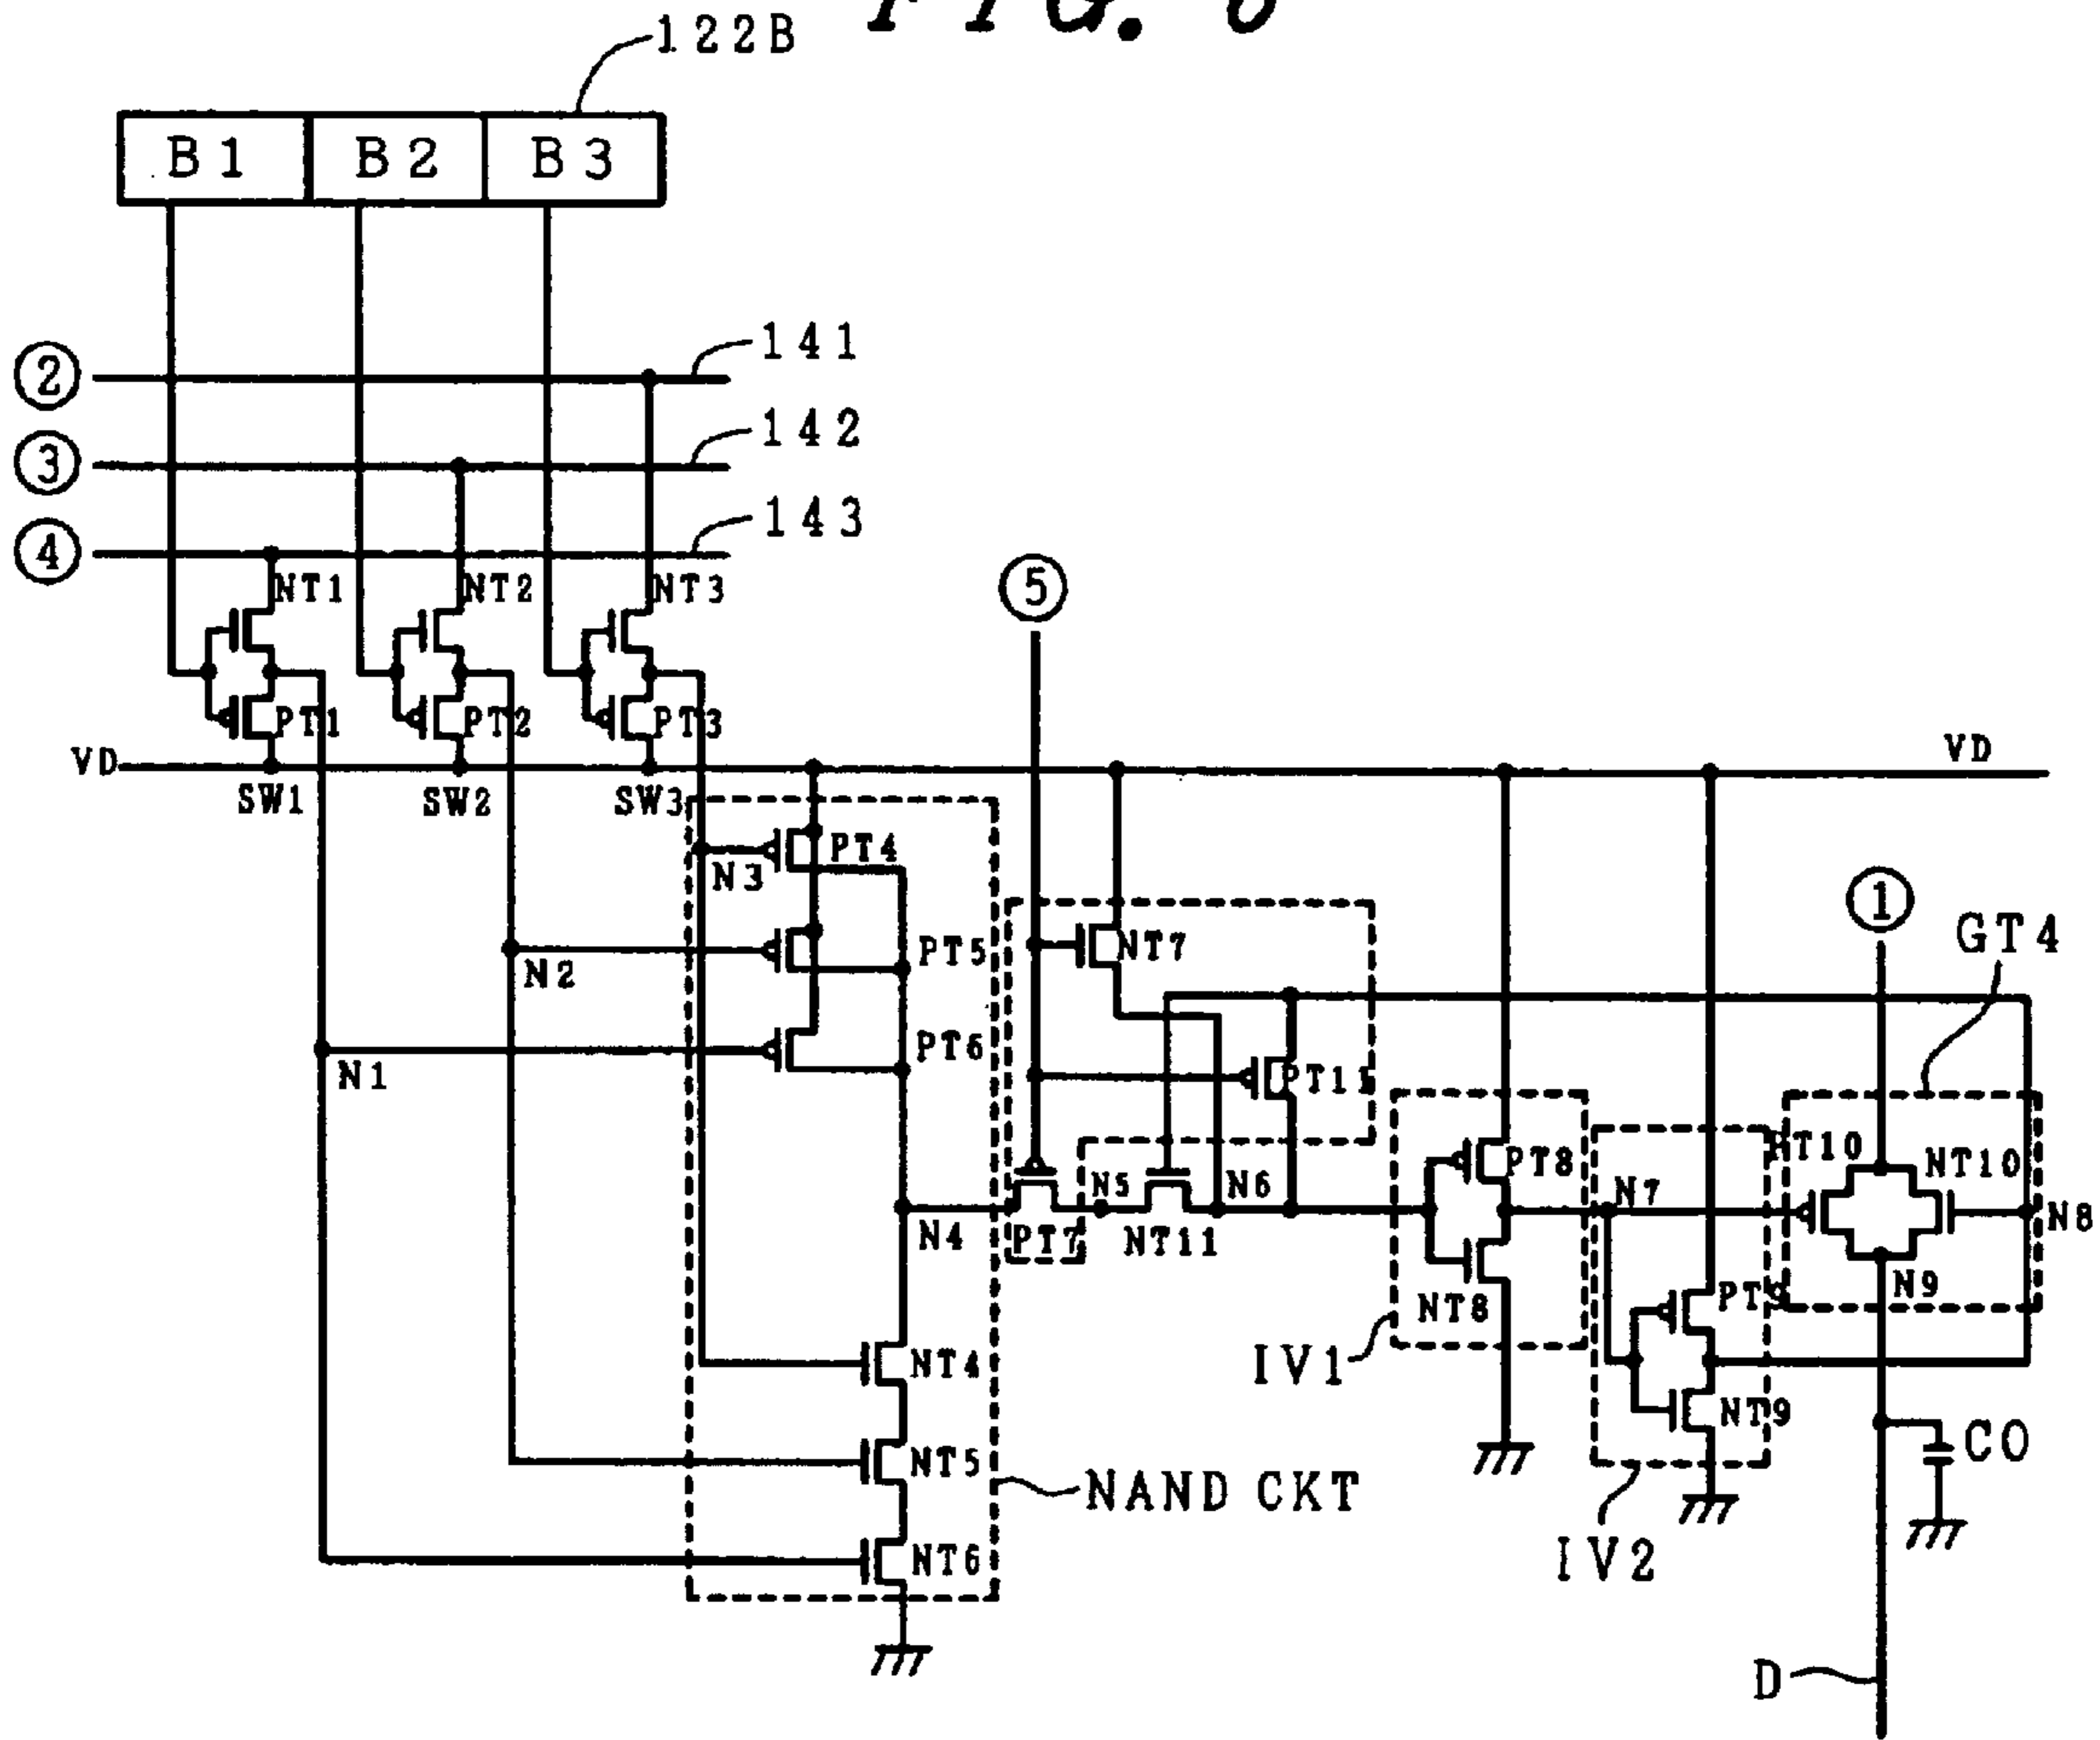 122B
B1 B2 B3
② 141
③ 142
④ 143
NT1 NT2 NT3
⑤
PT1 PT2 PT3
VD VD
SW1 SW2 SW3
PT4
N3
①
GT4
PT5 NT7
N2
PT6
N1 PT11
PT8 PT10 NT10
N5 N6 N7 N8
N4 PT7 NT11
N9
NT8 PT9
NT4 IV1
NT9 CO
NT5
NAND CKT
NT6 IV2
D